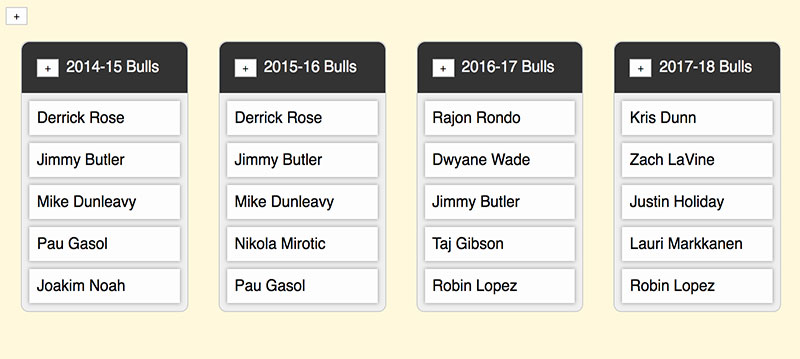 +
+ 2014-15 Bulls
Derrick Rose
Jimmy Butler
Mike Dunleavy
Pau Gasol
Joakim Noah
+ 2015-16 Bulls
Derrick Rose
Jimmy Butler
Mike Dunleavy
Nikola Mirotic
Pau Gasol
+ 2016-17 Bulls
Rajon Rondo
Dwyane Wade
Jimmy Butler
Taj Gibson
Robin Lopez
+ 2017-18 Bulls
Kris Dunn
Zach LaVine
Justin Holiday
Lauri Markkanen
Robin Lopez